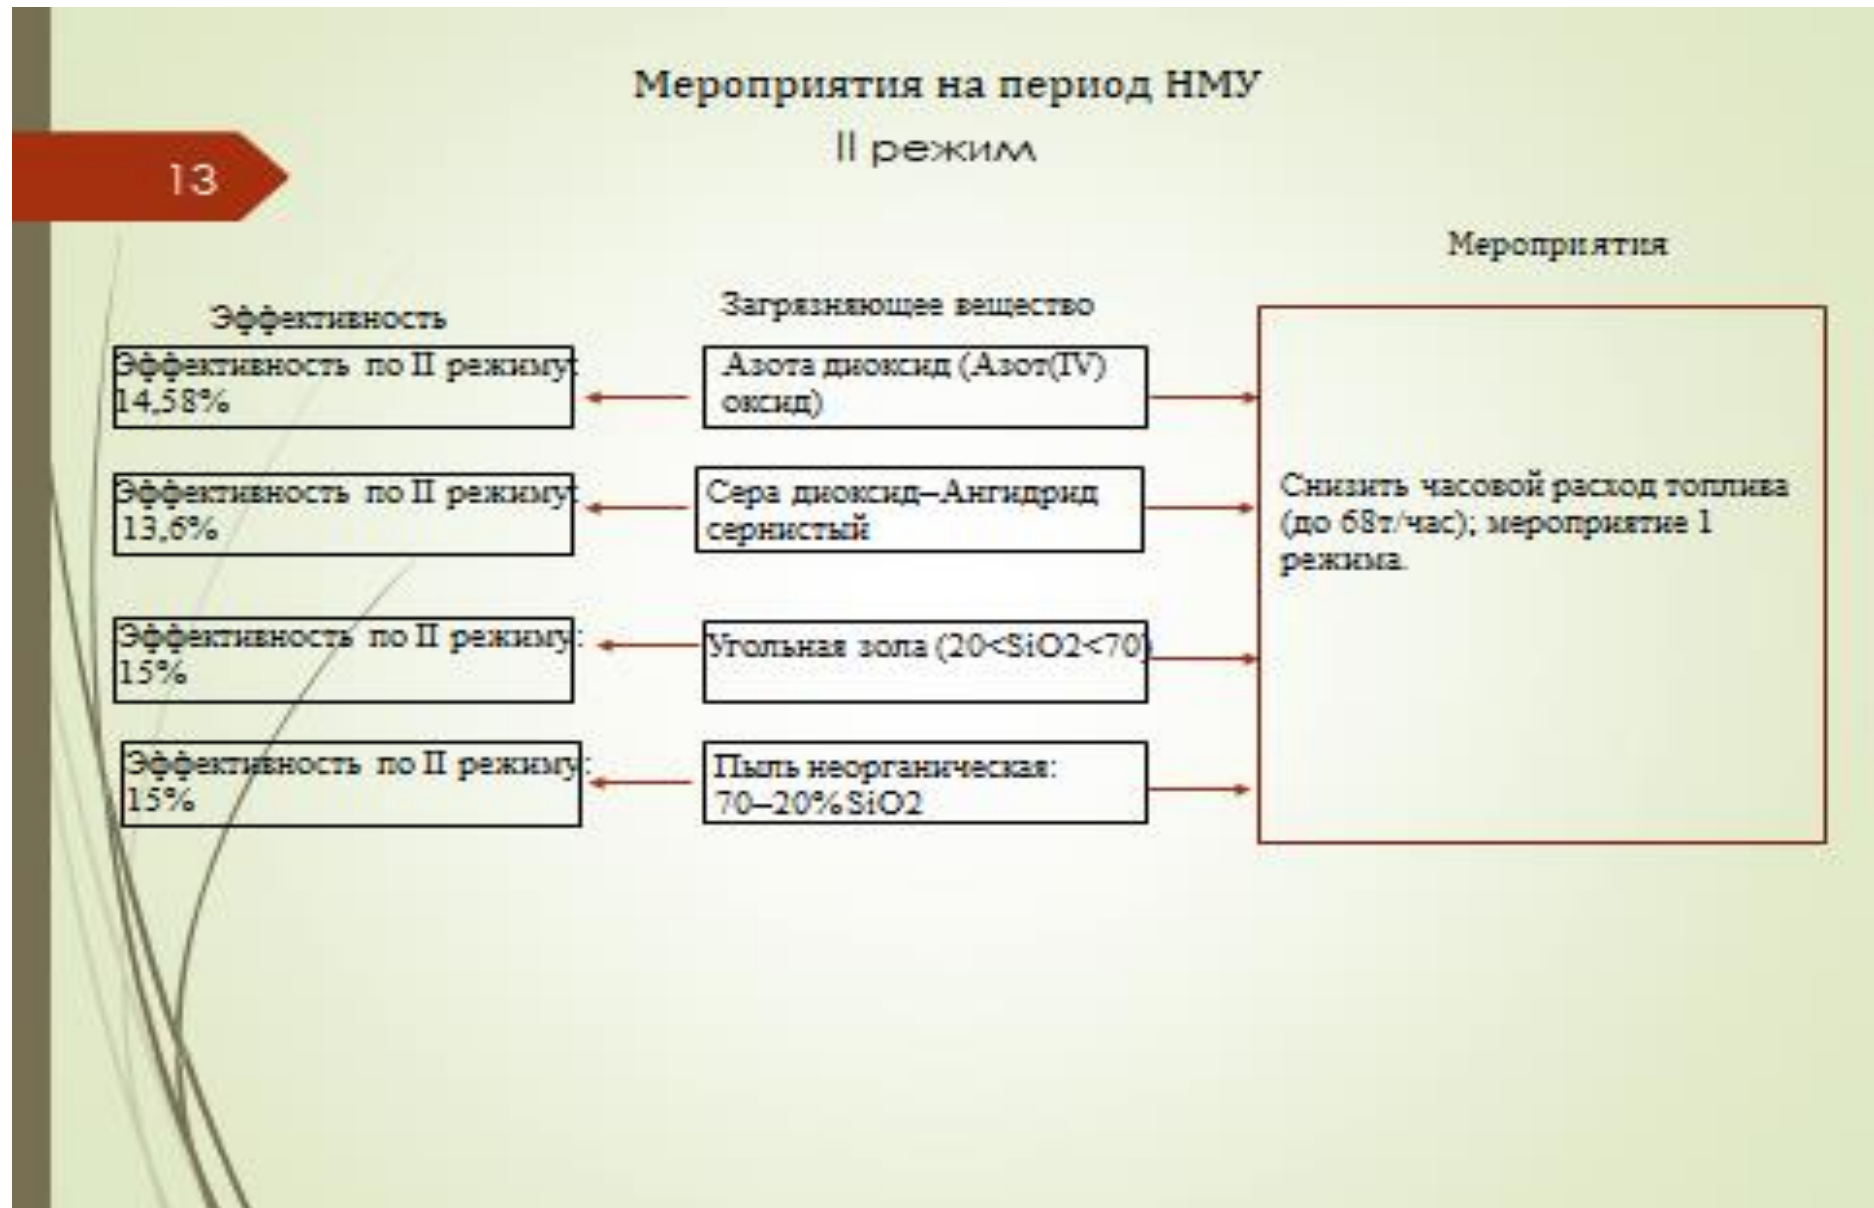 Мероприятия на период НМУ
II режим
13
Мероприятия
Эффективность
Загрязняющее вещество
Эффективность по II режиму:
14,58%
Азота диоксид (Азот(IV)
оксид)
Эффективность по II режиму:
13,6%
Сера диоксид–Ангидрид
сернистый
Снизить часовой расход топлива
(до 68т/час); мероприятие 1
режима.
Эффективность по II режиму:
15%
Угольная зола (20<SiO2<70)
Эффективность по II режиму:
15%
Пыль неорганическая:
70–20%SiO2